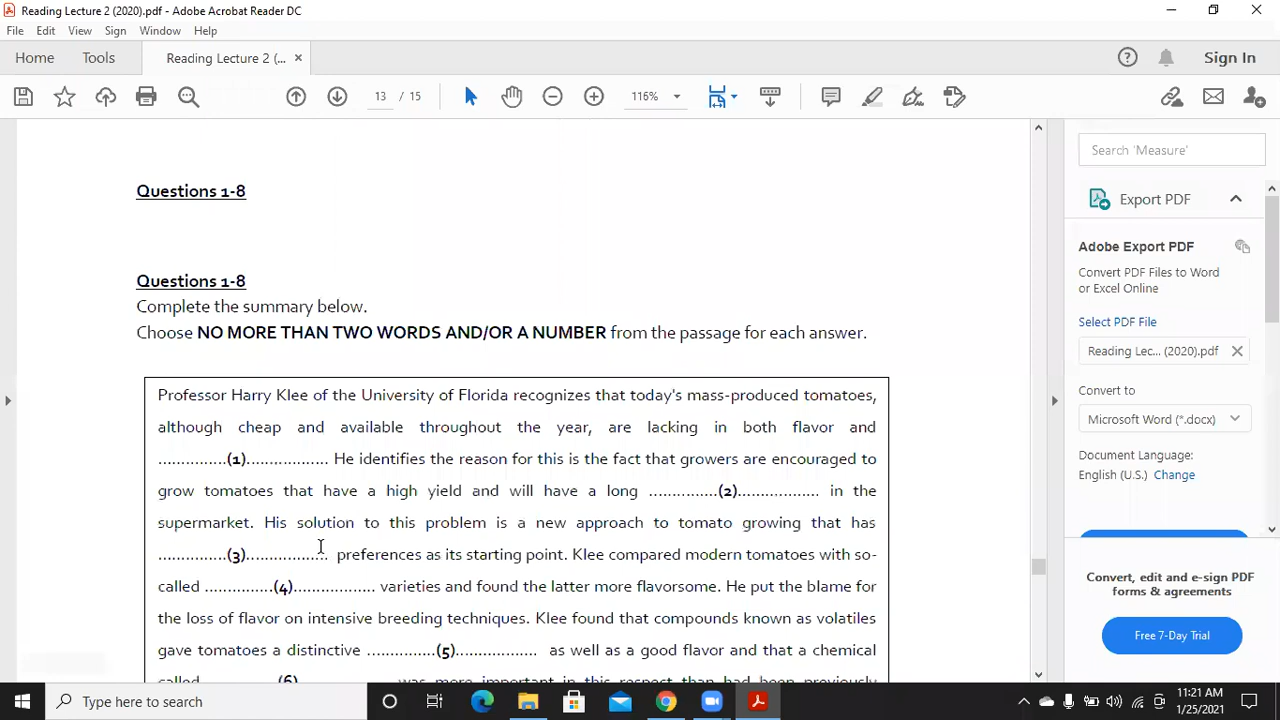 Reading Lecture 2 (2020).pdf - Adobe Acrobat Reader DC
File Edit View Sign Window Help
Home Tools Reading Lecture 2 (... × Sign In
13 / 15 116%
Questions 1-8
Questions 1-8
Complete the summary below.
Choose NO MORE THAN TWO WORDS AND/OR A NUMBER from the passage for each answer.
Professor Harry Klee of the University of Florida recognizes that today's mass-produced tomatoes,
although cheap and available throughout the year, are lacking in both flavor and
...............(1).................. He identifies the reason for this is the fact that growers are encouraged to
grow tomatoes that have a high yield and will have a long ...............(2).................. in the
supermarket. His solution to this problem is a new approach to tomato growing that has
...............(3).................. preferences as its starting point. Klee compared modern tomatoes with so-
called ...............(4).................. varieties and found the latter more flavorsome. He put the blame for
the loss of flavor on intensive breeding techniques. Klee found that compounds known as volatiles
gave tomatoes a distinctive ...............(5).................. as well as a good flavor and that a chemical
called ...............(6).................. was more important in this respect than had been previously
Search 'Measure'
Export PDF
Adobe Export PDF
Convert PDF Files to Word
or Excel Online
Select PDF File
Reading Lec... (2020).pdf
Convert to
Microsoft Word (*.docx)
Document Language:
English (U.S.) Change
Convert, edit and e-sign PDF
forms & agreements
Free 7-Day Trial
Type here to search
11:21 AM
1/25/2021